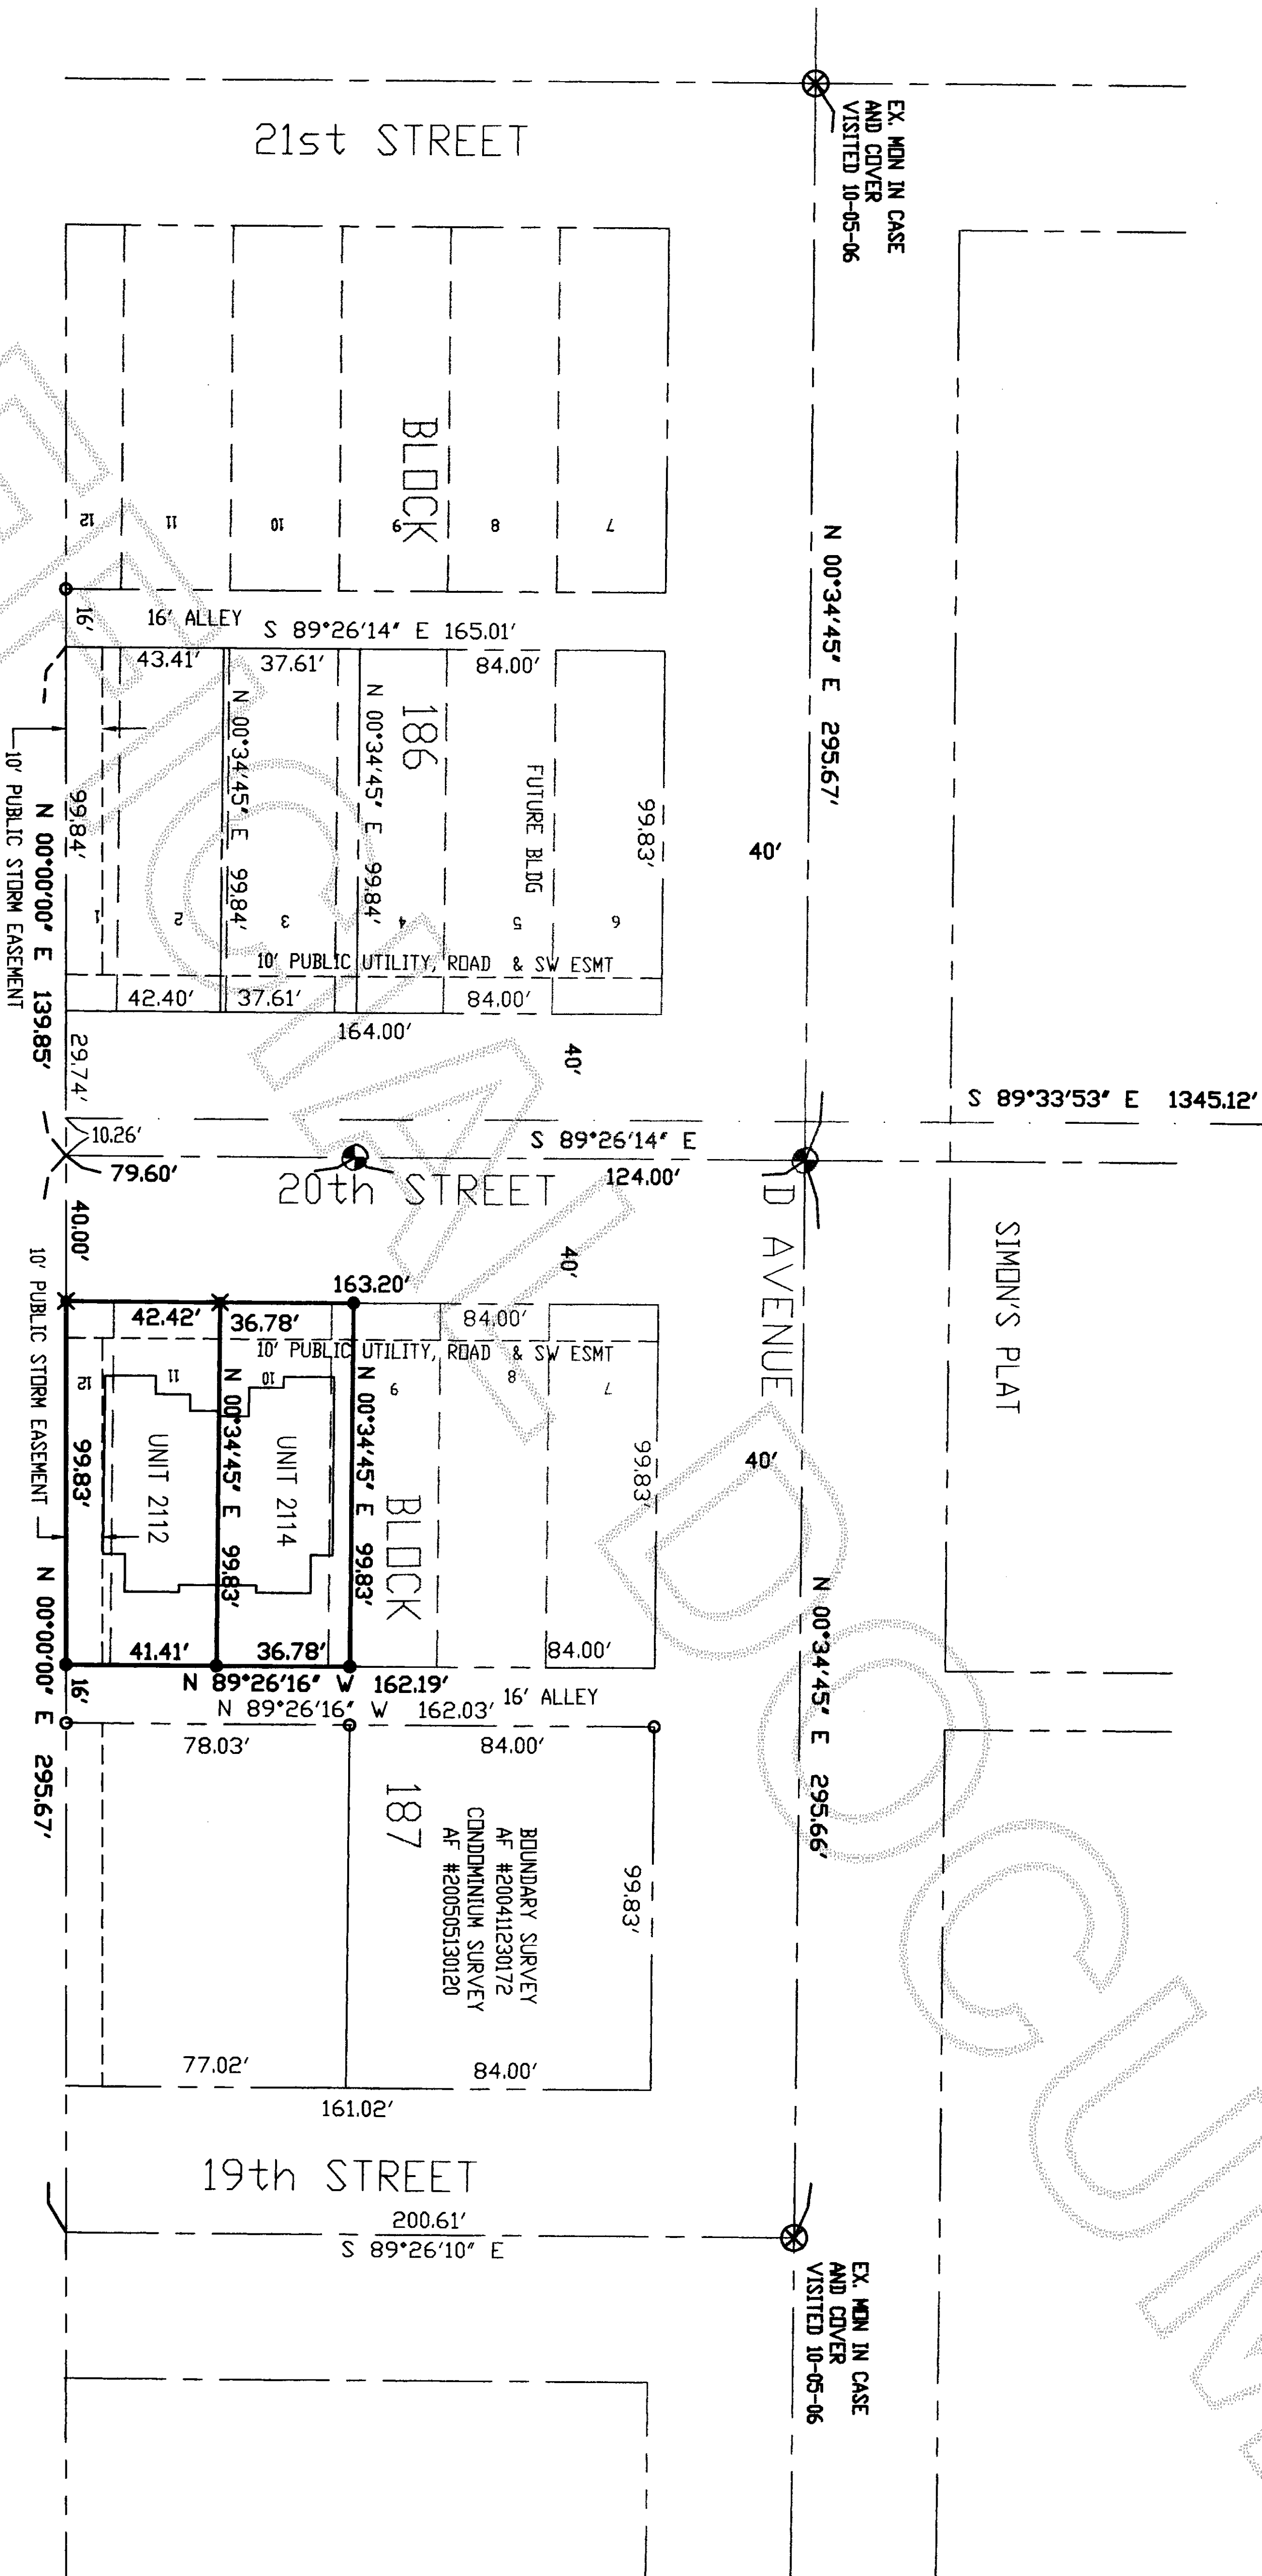 EX. MON IN CASE
AND COVER
VISITED 10-05-06
21st STREET
BLOCK
12
11
10
9
8
7
N 00°34'45" E 295.67'
16'
16' ALLEY
S 89°26'14" E 165.01'
43.41'
37.61'
84.00'
N 00°34'45" E 99.84'
N 00°34'45" E 99.84'
186
FUTURE BLDG
99.83'
40'
99.84'
10' PUBLIC STORM EASEMENT
N 00°00'00" E 139.85'
1
2
3
4
5
6
10' PUBLIC UTILITY, ROAD & SW ESMT
42.40'
37.61'
84.00'
164.00'
29.74'
40'
S 89°33'53" E 1345.12'
10.26'
S 89°26'14" E
79.60'
124.00'
20th STREET
D AVENUE
SIMON'S PLAT
40.00'
40'
163.20'
42.42'
36.78'
84.00'
10' PUBLIC UTILITY, ROAD & SW ESMT
10' PUBLIC STORM EASEMENT
12
11
10
9
8
7
99.83'
UNIT 2112
N 00°34'45" E 99.83'
UNIT 2114
N 00°34'45" E 99.83'
BLOCK
99.83'
40'
N 00°34'45" E 295.66'
41.41'
36.78'
84.00'
N 89°26'16" W 162.19'
16'
N 89°26'16" W 162.03'
16' ALLEY
N 00°00'00" E 295.67'
78.03'
84.00'
187
BOUNDARY SURVEY
AF #200411230172
CONDOMINIUM SURVEY
AF #200505130120
99.83'
77.02'
84.00'
161.02'
19th STREET
200.61'
S 89°26'10" E
EX. MON IN CASE
AND COVER
VISITED 10-05-06